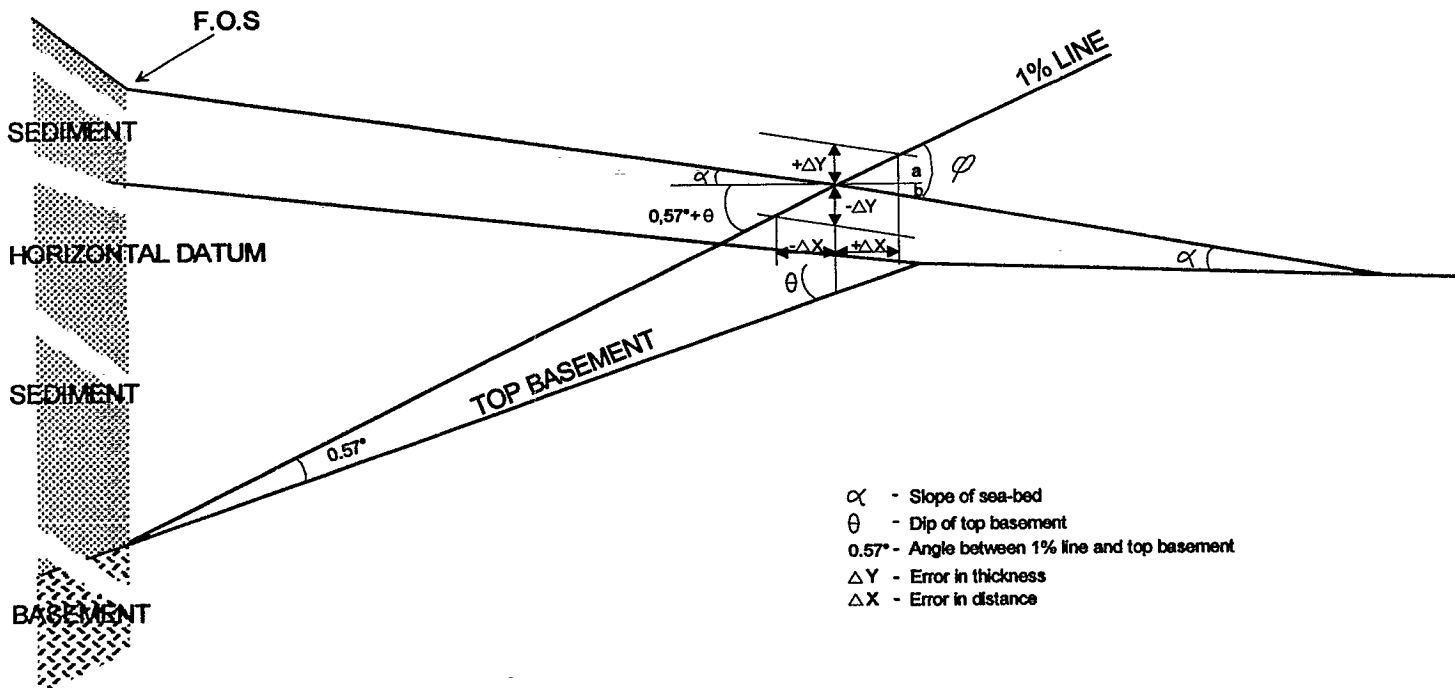 F.O.S
1% LINE
SEDIMENT
+ΔY
a
φ
α
b
0,57°+θ
-ΔY
-ΔX
+ΔX
HORIZONTAL DATUM
α
θ
TOP BASEMENT
SEDIMENT
0.57°
α - Slope of sea-bed
θ - Dip of top basement
0.57° - Angle between 1% line and top basement
ΔY - Error in thickness
ΔX - Error in distance
BASEMENT